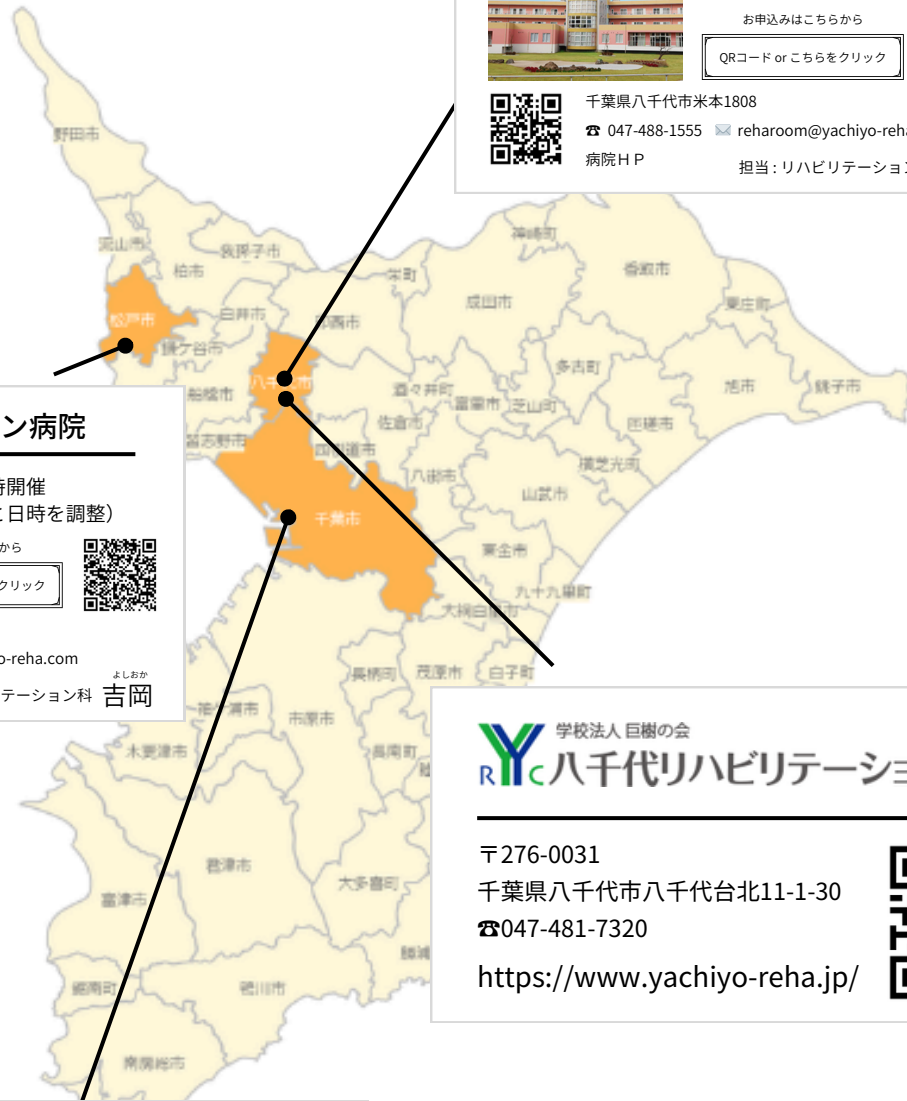 お申込みはこちらから
QRコード or こちらをクリック
千葉県八千代市米本1808
☎ 047-488-1555 ✉ reharoom@yachiyo-reha
病院ＨＰ
担当 : リハビリテーション
野田市
流山市
柏市
我孫子市
松戸市
白井市
鎌ケ谷市
印西市
栄町
成田市
神崎町
香取市
東庄町
船橋市
八千代市
酒々井町
富里市
芝山町
多古町
旭市
銚子市
匝瑳市
習志野市
四街道市
佐倉市
八街市
横芝光町
山武市
千葉市
東金市
九十九里町
大網白里市
ン病院
時開催
と日時を調整）
から
クリック
o-reha.com
よしおか
テーション科 吉岡
長柄町
茂原市
白子町
袖ケ浦市
市原市
木更津市
長南町
君津市
大多喜町
富津市
勝浦
鋸南町
鴨川市
南房総市
学校法人 巨樹の会
RYC 八千代リハビリテーショ
〒276-0031
千葉県八千代市八千代台北11-1-30
☎047-481-7320
https://www.yachiyo-reha.jp/